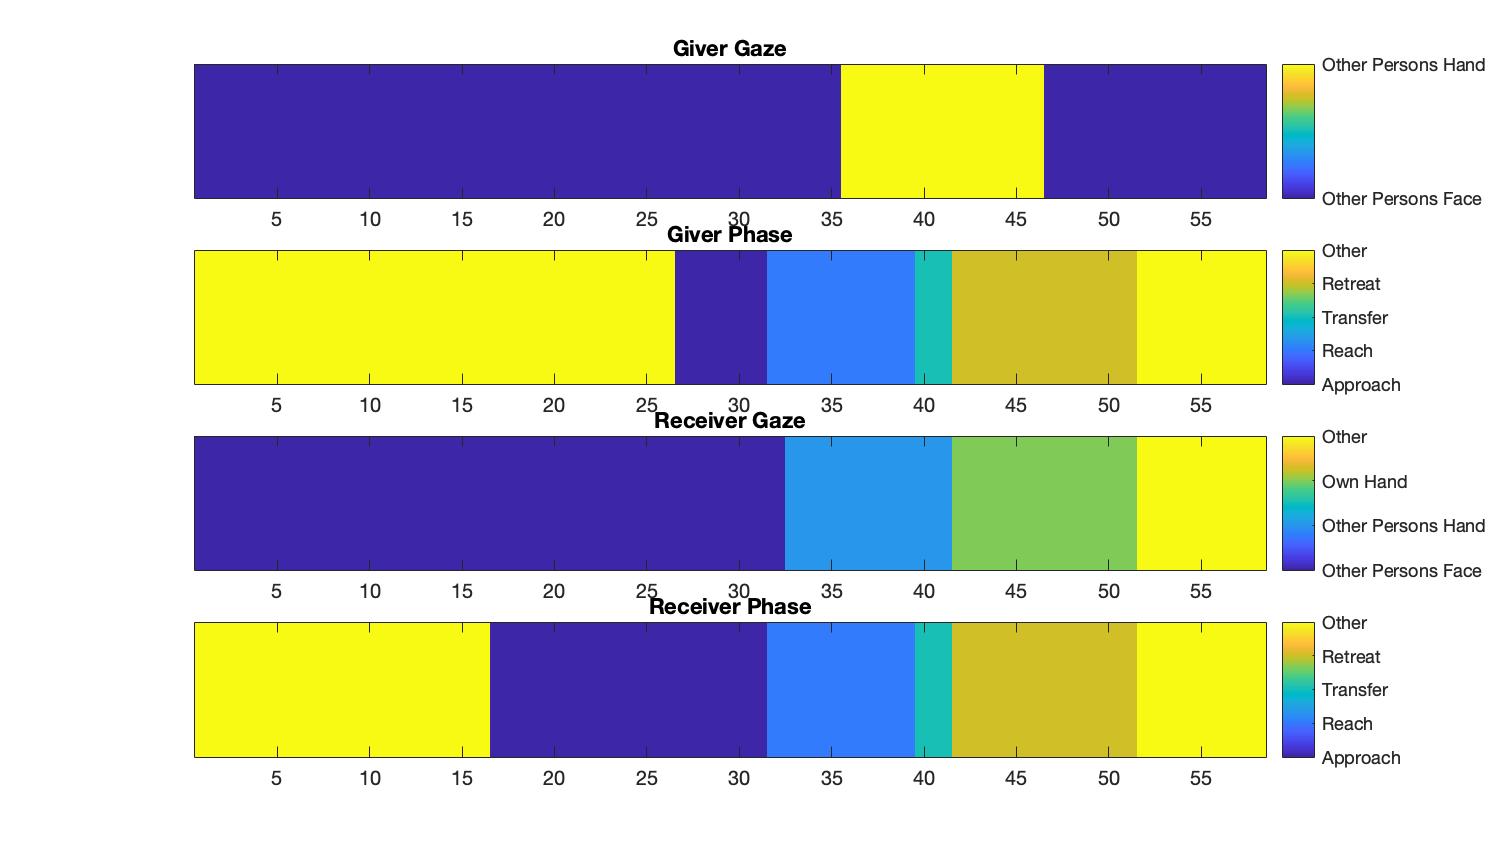 Giver Gaze
Other Persons Hand
Other Persons Face
5 10 15 20 25 30 35 40 45 50 55
Giver Phase
Other
Retreat
Transfer
Reach
Approach
5 10 15 20 25 30 35 40 45 50 55
Receiver Gaze
Other
Own Hand
Other Persons Hand
Other Persons Face
5 10 15 20 25 30 35 40 45 50 55
Receiver Phase
Other
Retreat
Transfer
Reach
Approach
5 10 15 20 25 30 35 40 45 50 55